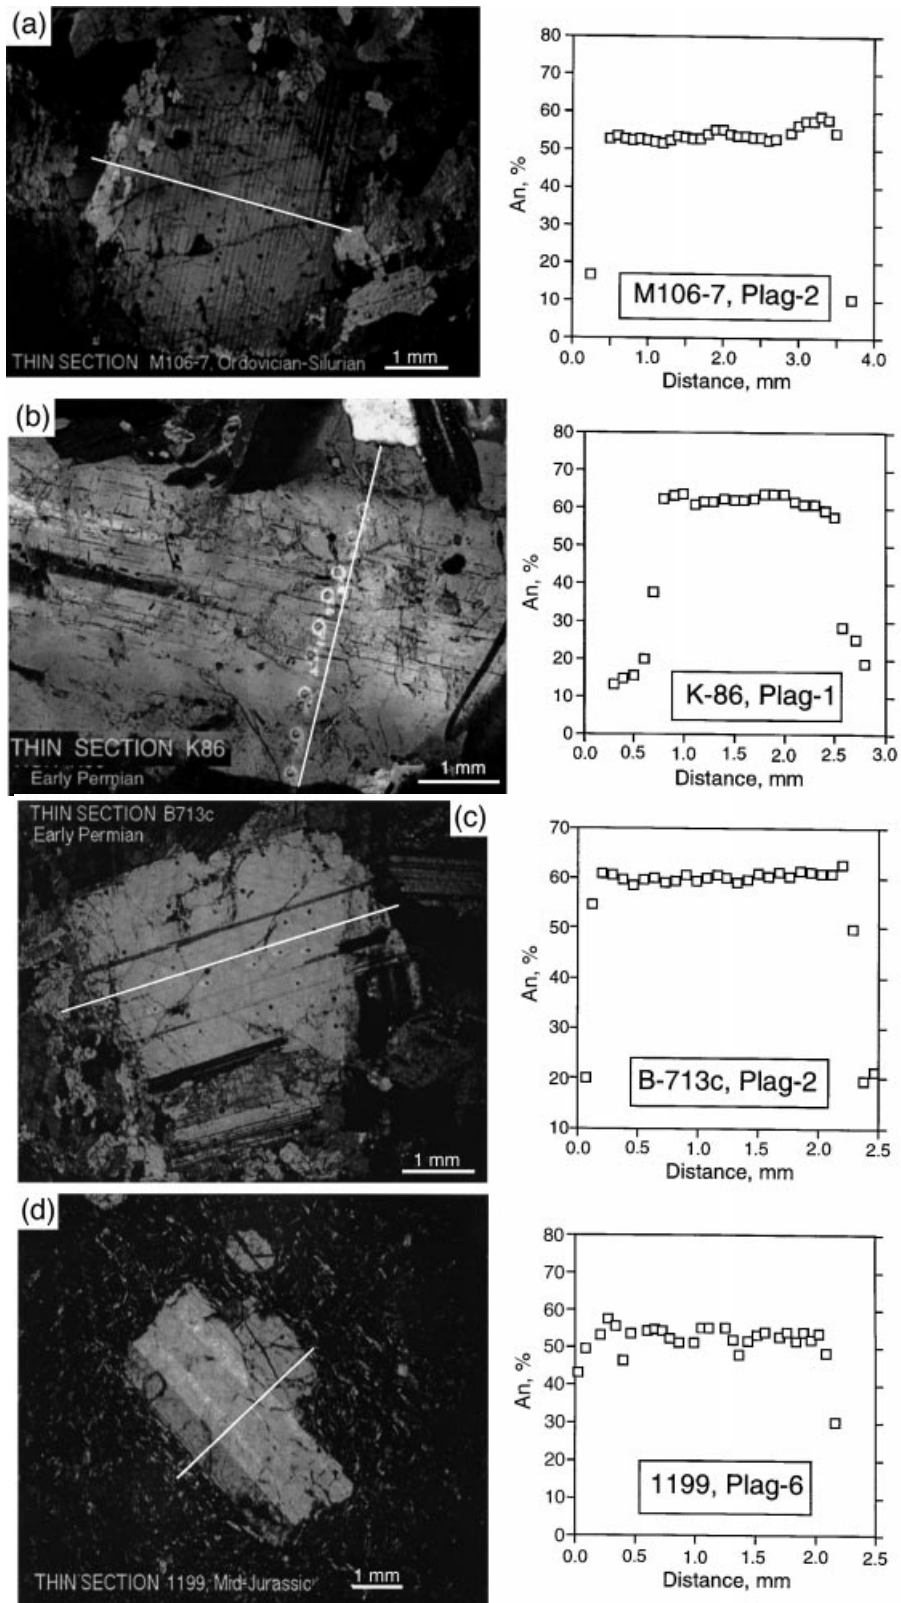 (a)
THIN SECTION M106-7, Ordovician-Silurian
1 mm
80
70
60
50
40
30
20
10
0
An, %
M106-7, Plag-2
0.0 1.0 2.0 3.0 4.0
Distance, mm
(b)
THIN SECTION K86
Early Permian
1 mm
80
70
60
50
40
30
20
10
0
An, %
K-86, Plag-1
0.0 0.5 1.0 1.5 2.0 2.5 3.0
Distance, mm
THIN SECTION B713c
Early Permian
(c)
1 mm
70
60
50
40
30
20
10
An, %
B-713c, Plag-2
0.0 0.5 1.0 1.5 2.0 2.5
Distance, mm
(d)
THIN SECTION 1199, Mid-Jurassic
1 mm
80
70
60
50
40
30
20
10
0
An, %
1199, Plag-6
0.0 0.5 1.0 1.5 2.0 2.5
Distance, mm